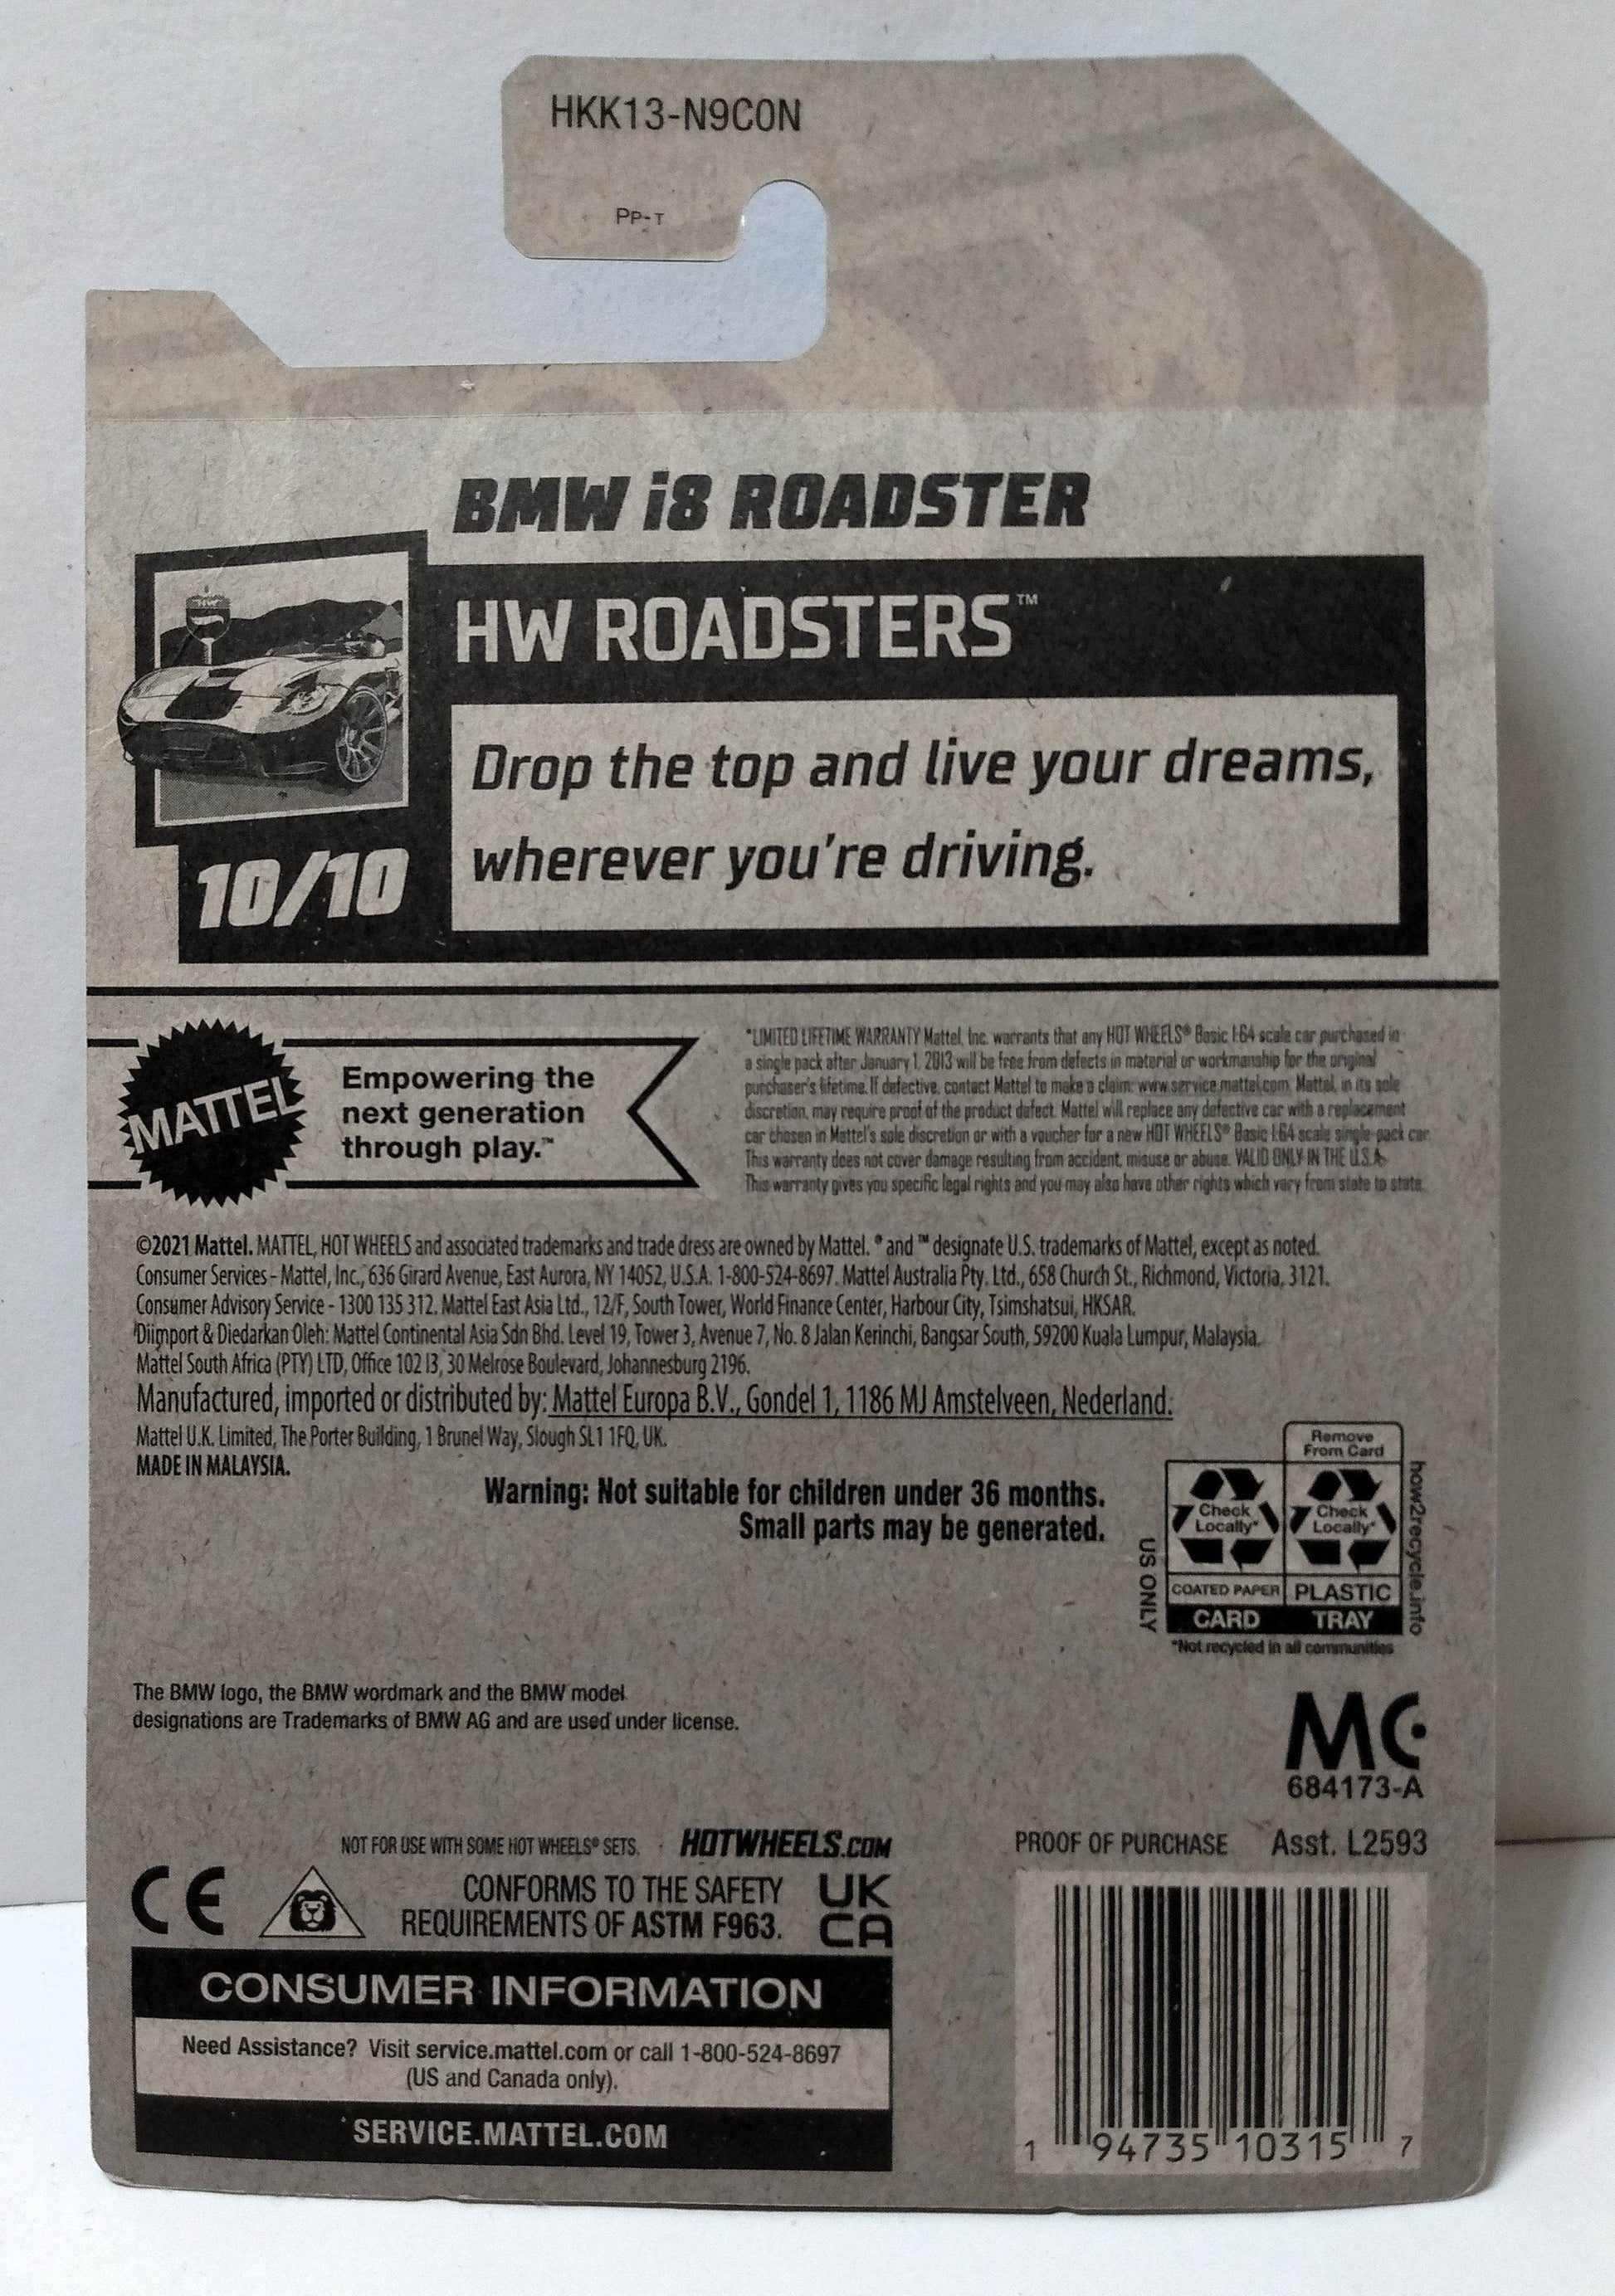 HKK13-N9C0N
PP-T
BMW i8 ROADSTER
HW
HW ROADSTERS™
Drop the top and live your dreams,
wherever you're driving.
10/10
MATTEL
Empowering the
next generation
through play.™
*LIMITED LIFETIME WARRANTY Mattel, Inc. warrants that any HOT WHEELS® Basic 1:64 scale car purchased in
a single pack after January 1, 2013 will be free from defects in material or workmanship for the original
purchaser's lifetime. If defective, contact Mattel to make a claim: www.service.mattel.com. Mattel, in its sole
discretion, may require proof of the product defect. Mattel will replace any defective car with a replacement
car chosen in Mattel's sole discretion or with a voucher for a new HOT WHEELS® Basic 1:64 scale single-pack car.
This warranty does not cover damage resulting from accident, misuse or abuse. VALID ONLY IN THE U.S.A.
This warranty gives you specific legal rights and you may also have other rights which vary from state to state.
©2021 Mattel. MATTEL, HOT WHEELS and associated trademarks and trade dress are owned by Mattel. ® and ™ designate U.S. trademarks of Mattel, except as noted.
Consumer Services - Mattel, Inc., 636 Girard Avenue, East Aurora, NY 14052, U.S.A. 1-800-524-8697. Mattel Australia Pty. Ltd., 658 Church St., Richmond, Victoria, 3121.
Consumer Advisory Service - 1300 135 312. Mattel East Asia Ltd., 12/F, South Tower, World Finance Center, Harbour City, Tsimshatsui, HKSAR.
Diimport & Diedarkan Oleh: Mattel Continental Asia Sdn Bhd. Level 19, Tower 3, Avenue 7, No. 8 Jalan Kerinchi, Bangsar South, 59200 Kuala Lumpur, Malaysia.
Mattel South Africa (PTY) LTD, Office 102 I3, 30 Melrose Boulevard, Johannesburg 2196.
Manufactured, imported or distributed by: Mattel Europa B.V., Gondel 1, 1186 MJ Amstelveen, Nederland.
Mattel U.K. Limited, The Porter Building, 1 Brunel Way, Slough SL1 1FQ, UK.
MADE IN MALAYSIA.
Warning: Not suitable for children under 36 months.
Small parts may be generated.
US ONLY
Remove
From Card
Check
Locally*
Check
Locally*
COATED PAPER
PLASTIC
CARD
TRAY
how2recycle.info
*Not recycled in all communities
The BMW logo, the BMW wordmark and the BMW model
designations are Trademarks of BMW AG and are used under license.
MC
684173-A
NOT FOR USE WITH SOME HOT WHEELS® SETS. · HOTWHEELS.COM
PROOF OF PURCHASE Asst. L2593
CE
CONFORMS TO THE SAFETY
REQUIREMENTS OF ASTM F963.
UK
CA
CONSUMER INFORMATION
Need Assistance? Visit service.mattel.com or call 1-800-524-8697
(US and Canada only).
SERVICE.MATTEL.COM
1 94735 10315 7